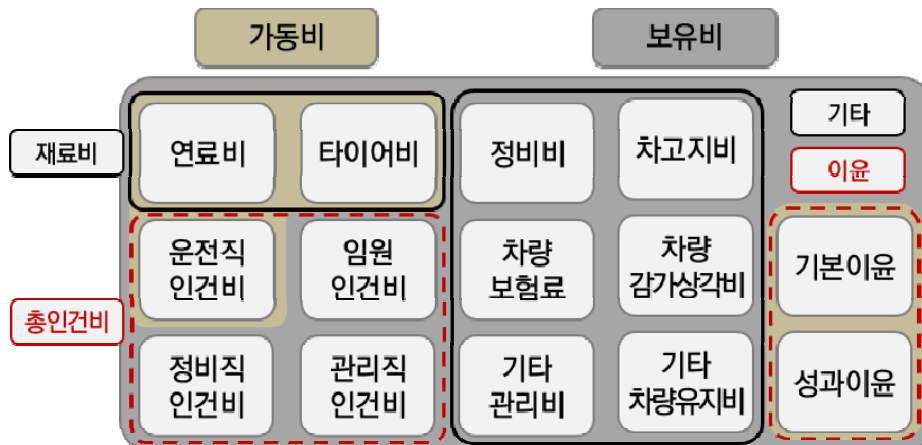 가동비
보유비
재료비
연료비
타이어비
정비비
차고지비
기타
이윤
총인건비
운전직
인건비
임원
인건비
차량
보험료
차량
감가상각비
기본이윤
정비직
인건비
관리직
인건비
기타
관리비
기타
차량유지비
성과이윤